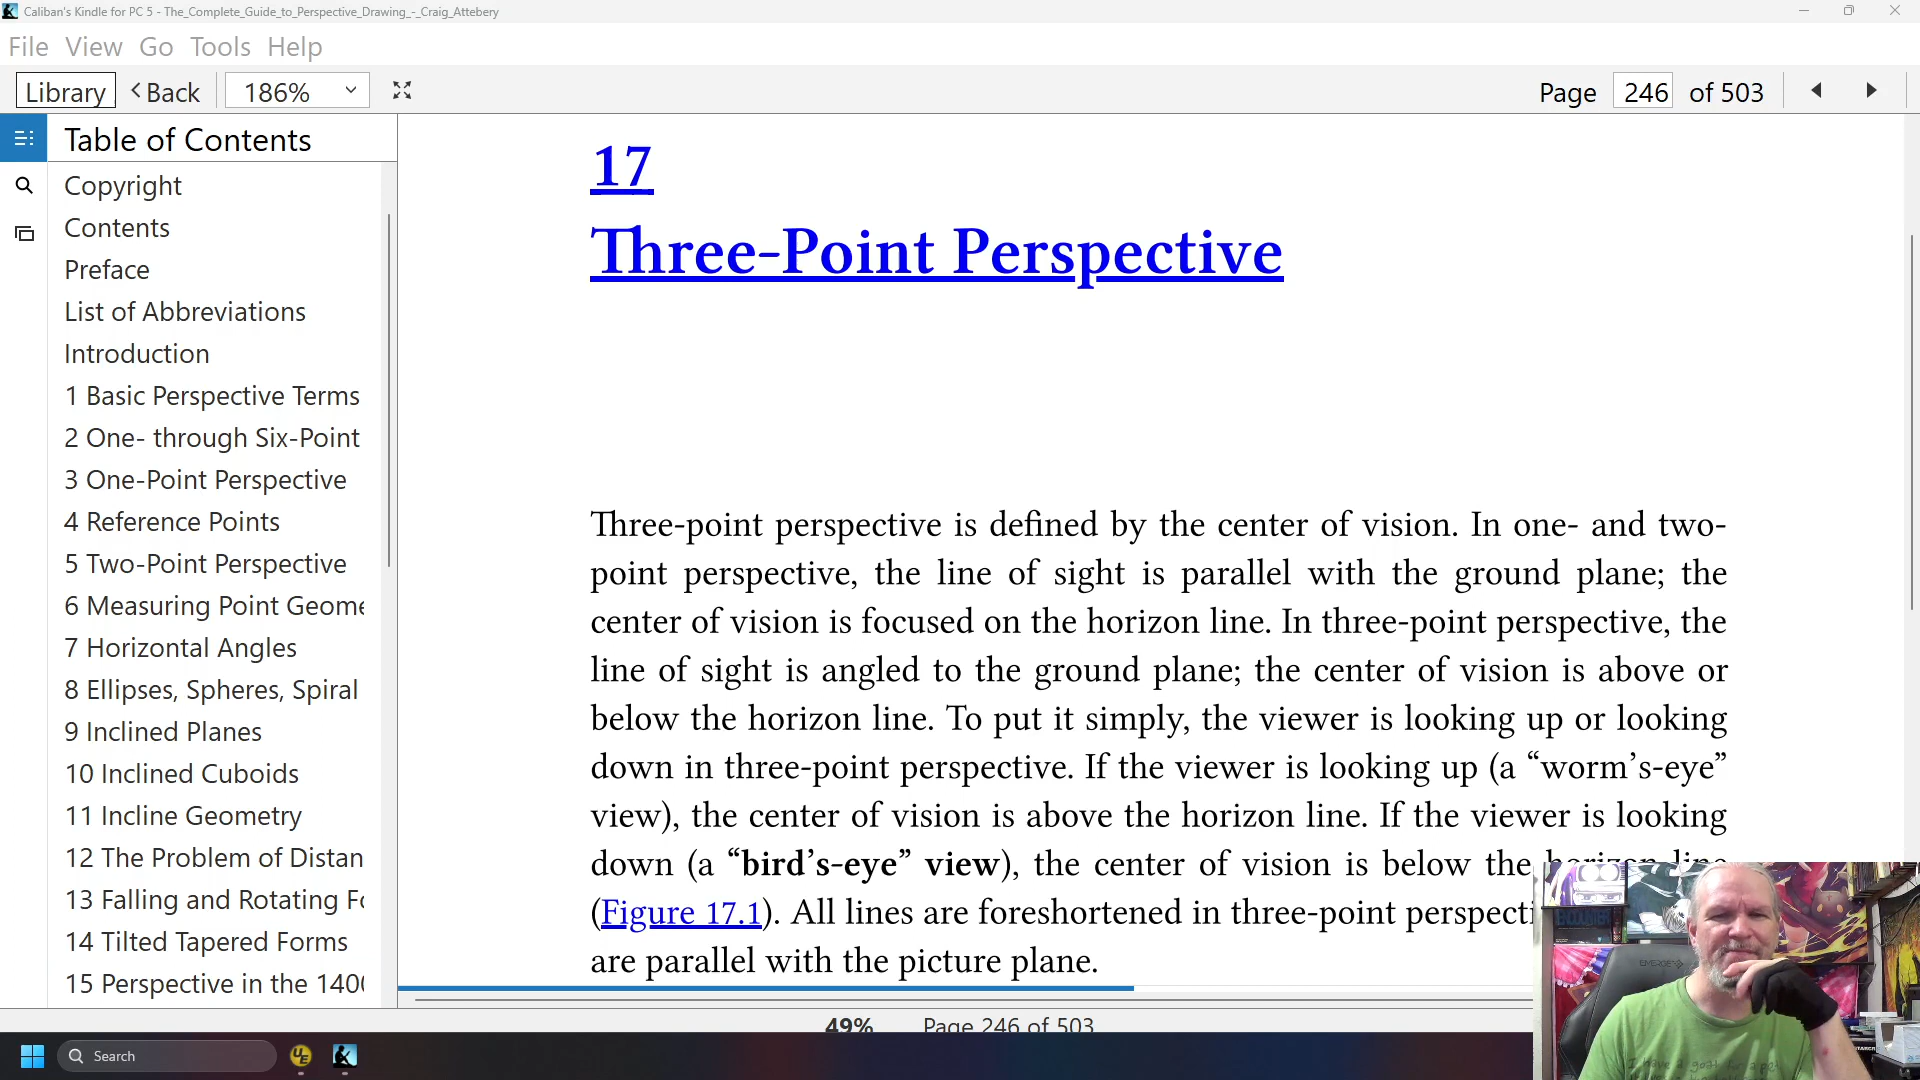 Caliban's Kindle for PC 5 - The_Complete_Guide_to_Perspective_Drawing_-_Craig_Attebery
File View Go Tools Help
Library Back 186% Page 246 of 503
Table of Contents
Copyright
Contents
Preface
List of Abbreviations
Introduction
1 Basic Perspective Terms
2 One- through Six-Point
3 One-Point Perspective
4 Reference Points
5 Two-Point Perspective
6 Measuring Point Geome
7 Horizontal Angles
8 Ellipses, Spheres, Spiral
9 Inclined Planes
10 Inclined Cuboids
11 Incline Geometry
12 The Problem of Distan
13 Falling and Rotating Fo
14 Tilted Tapered Forms
15 Perspective in the 140
17
Three-Point Perspective
Three-point perspective is defined by the center of vision. In one- and two-
point perspective, the line of sight is parallel with the ground plane; the
center of vision is focused on the horizon line. In three-point perspective, the
line of sight is angled to the ground plane; the center of vision is above or
below the horizon line. To put it simply, the viewer is looking up or looking
down in three-point perspective. If the viewer is looking up (a “worm’s-eye”
view), the center of vision is above the horizon line. If the viewer is looking
down (a “bird’s-eye” view), the center of vision is below the horizon line
(Figure 17.1). All lines are foreshortened in three-point perspecti
are parallel with the picture plane.
49% Page 246 of 503
Search
UE
EMERGE
I have a goat